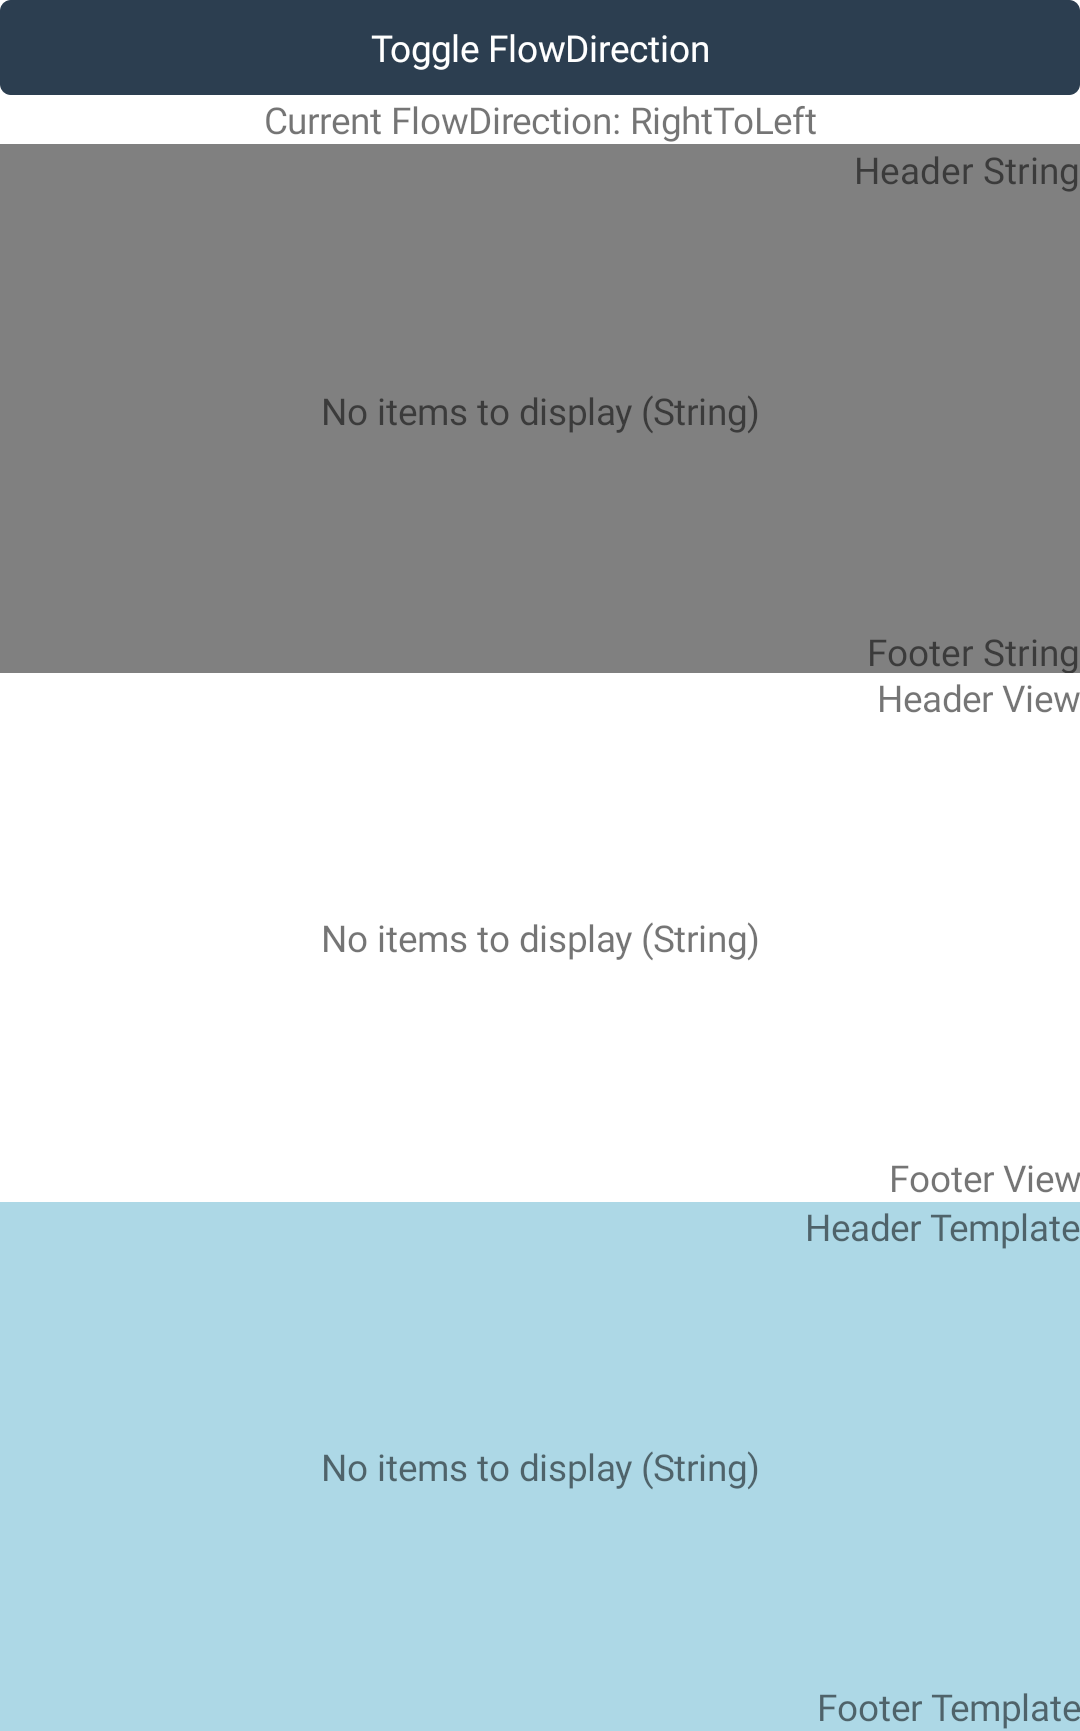 Toggle FlowDirection
Current FlowDirection: RightToLeft
Header String
No items to display (String)
Footer String
Header View
No items to display (String)
Footer View
Header Template
No items to display (String)
Footer Template